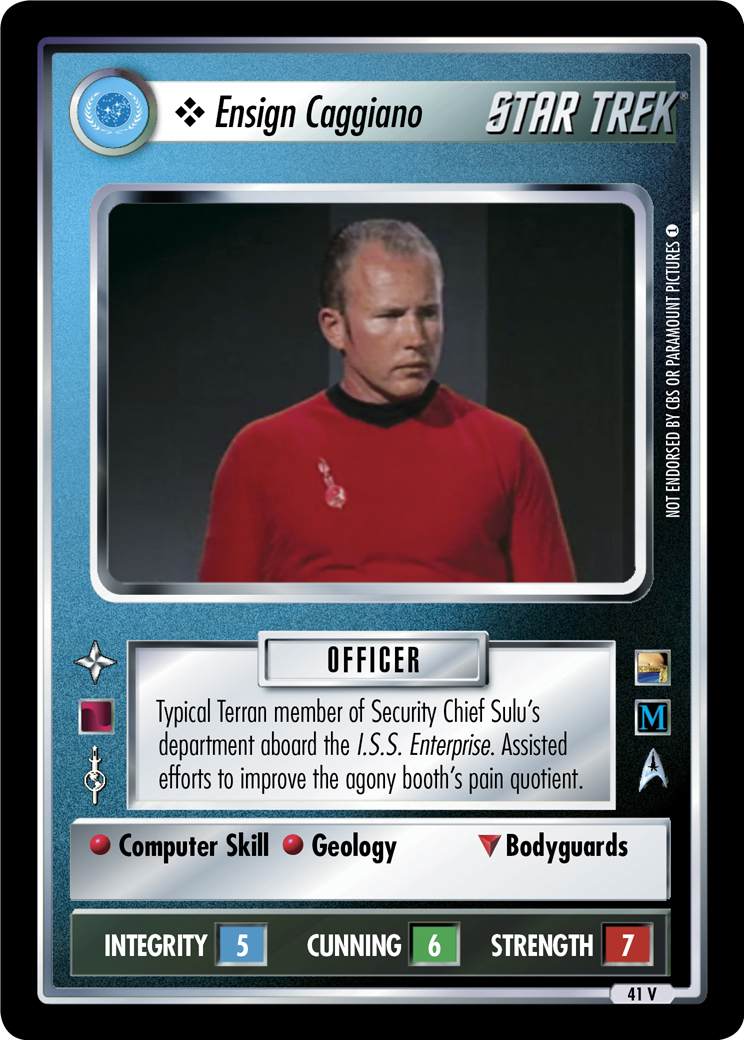 ❖ Ensign Caggiano
STAR TREK®
NOT ENDORSED BY CBS OR PARAMOUNT PICTURES 1
OFFICER
Typical Terran member of Security Chief Sulu's
department aboard the I.S.S. Enterprise. Assisted
efforts to improve the agony booth's pain quotient.
M
Computer Skill Geology Bodyguards
INTEGRITY 5 CUNNING 6 STRENGTH 7
41 V